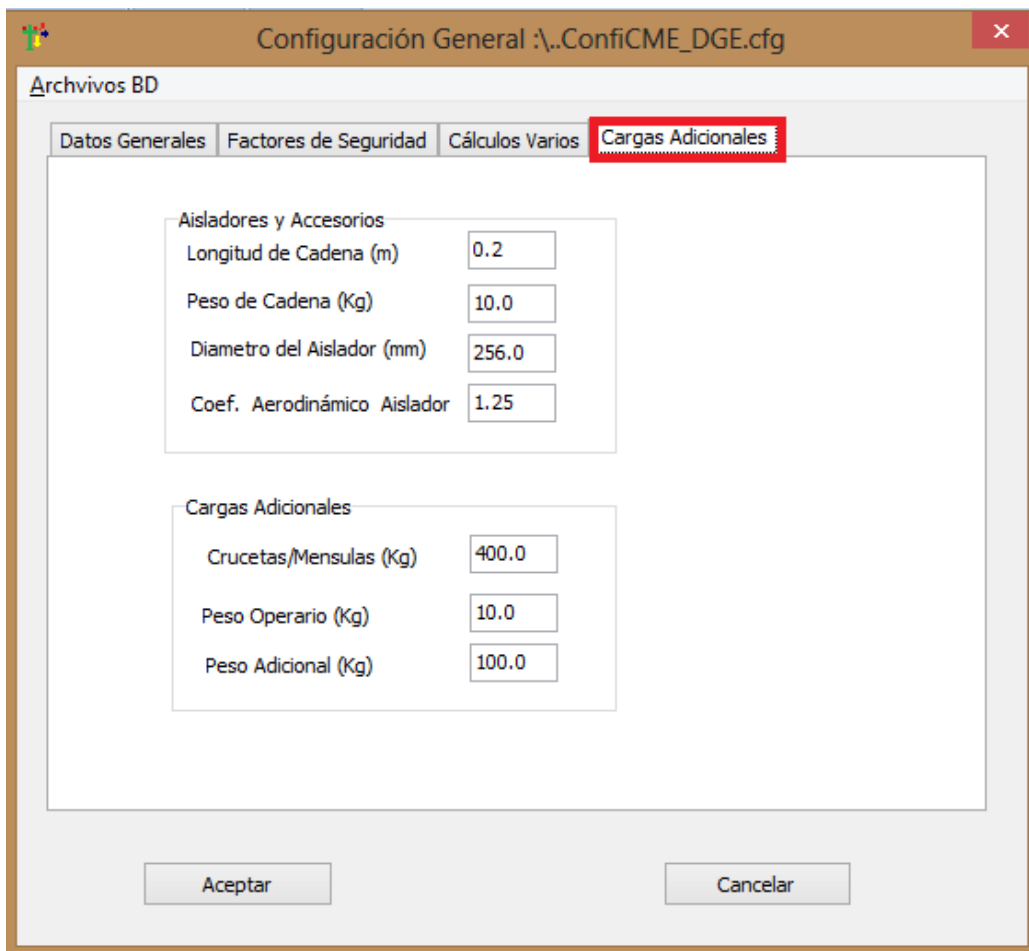 Configuración General :\..ConfiCME_DGE.cfg
Archvivos BD
Datos Generales Factores de Seguridad Cálculos Varios Cargas Adicionales
Aisladores y Accesorios
Longitud de Cadena (m) 0.2
Peso de Cadena (Kg) 10.0
Diametro del Aislador (mm) 256.0
Coef. Aerodinámico Aislador 1.25
Cargas Adicionales
Crucetas/Mensulas (Kg) 400.0
Peso Operario (Kg) 10.0
Peso Adicional (Kg) 100.0
Aceptar Cancelar